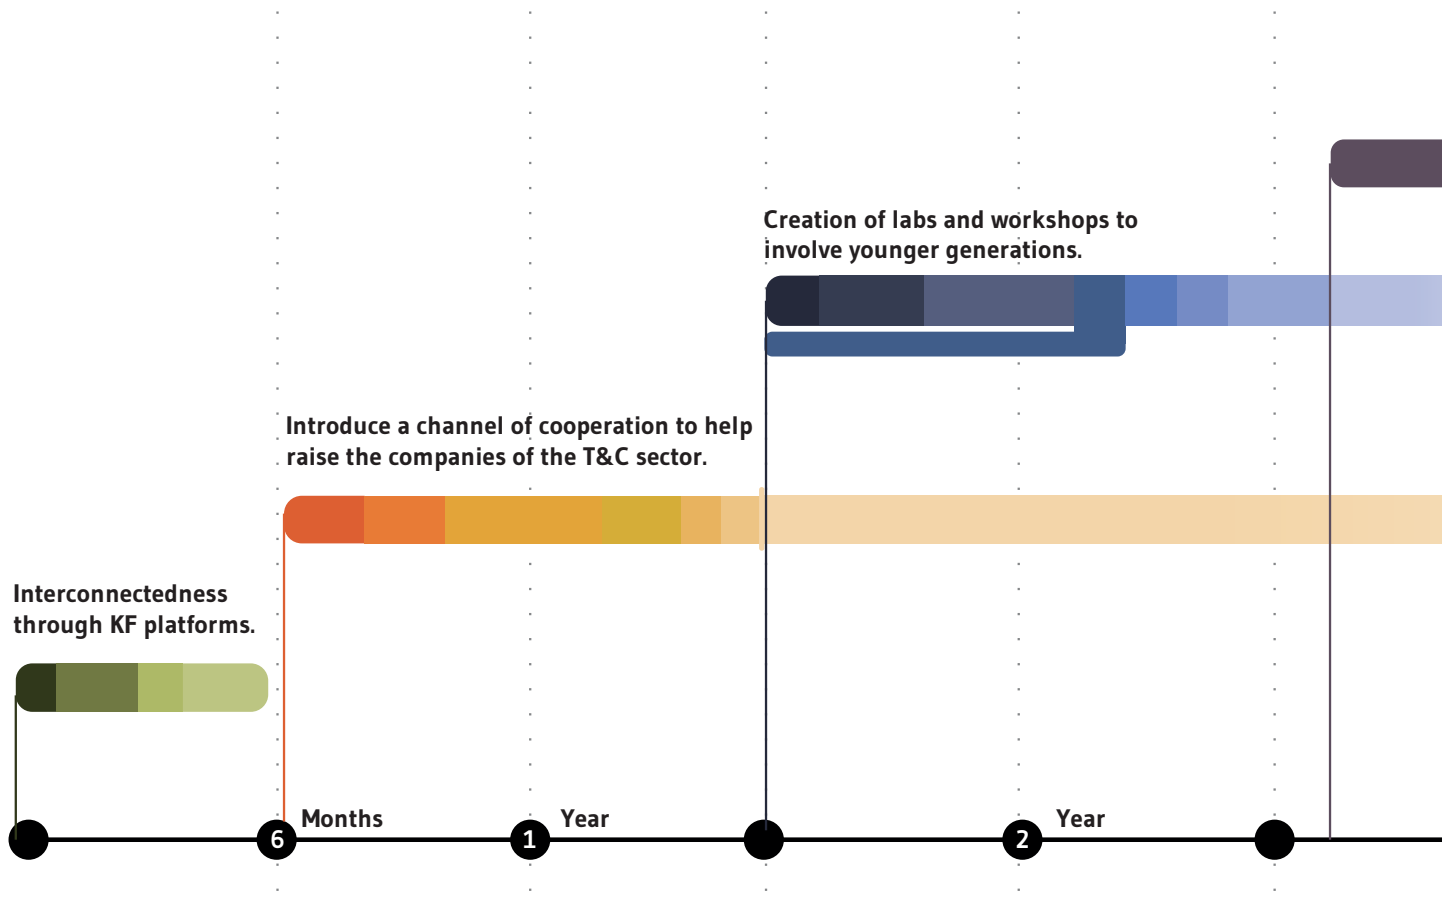 Creation of labs and workshops to
involve younger generations.
Introduce a channel of cooperation to help
raise the companies of the T&C sector.
Interconnectedness
through KF platforms.
6 Months
1 Year
2 Year